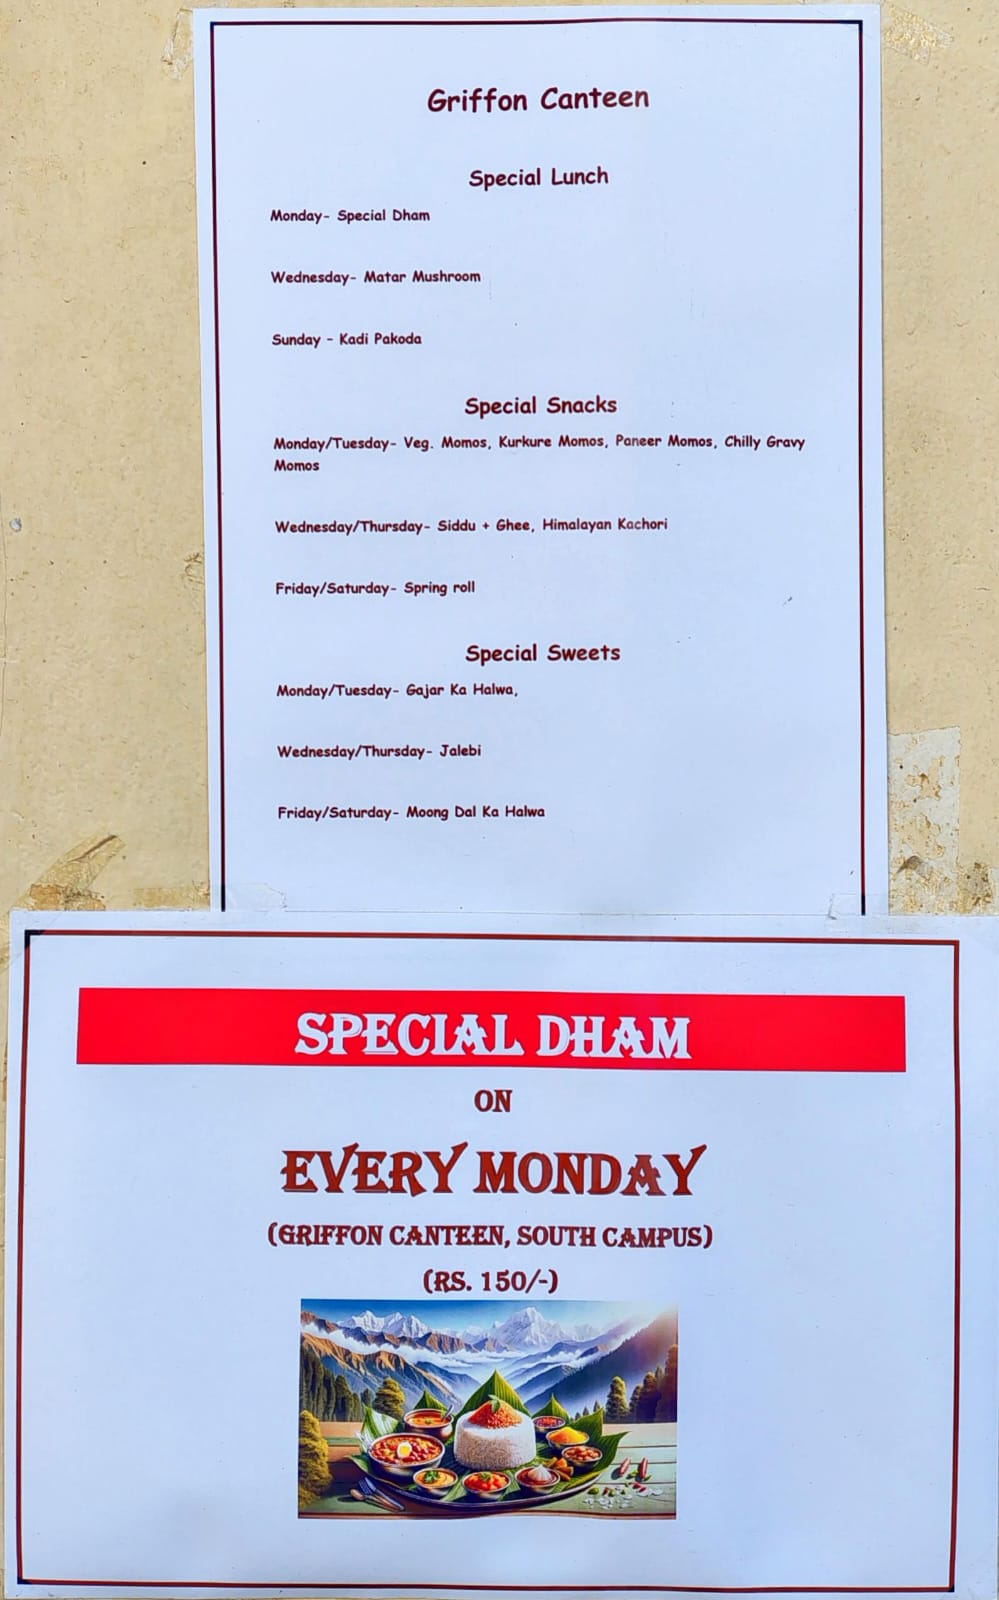 Griffon Canteen
Special Lunch
Monday- Special Dham
Wednesday- Matar Mushroom
Sunday - Kadi Pakoda
Special Snacks
Monday/Tuesday- Veg. Momos, Kurkure Momos, Paneer Momos, Chilly Gravy
Momos
Wednesday/Thursday- Siddu + Ghee, Himalayan Kachori
Friday/Saturday- Spring roll
Special Sweets
Monday/Tuesday- Gajar Ka Halwa,
Wednesday/Thursday- Jalebi
Friday/Saturday- Moong Dal Ka Halwa
SPECIAL DHAM
ON
EVERY MONDAY
(GRIFFON CANTEEN, SOUTH CAMPUS)
(RS. 150/-)